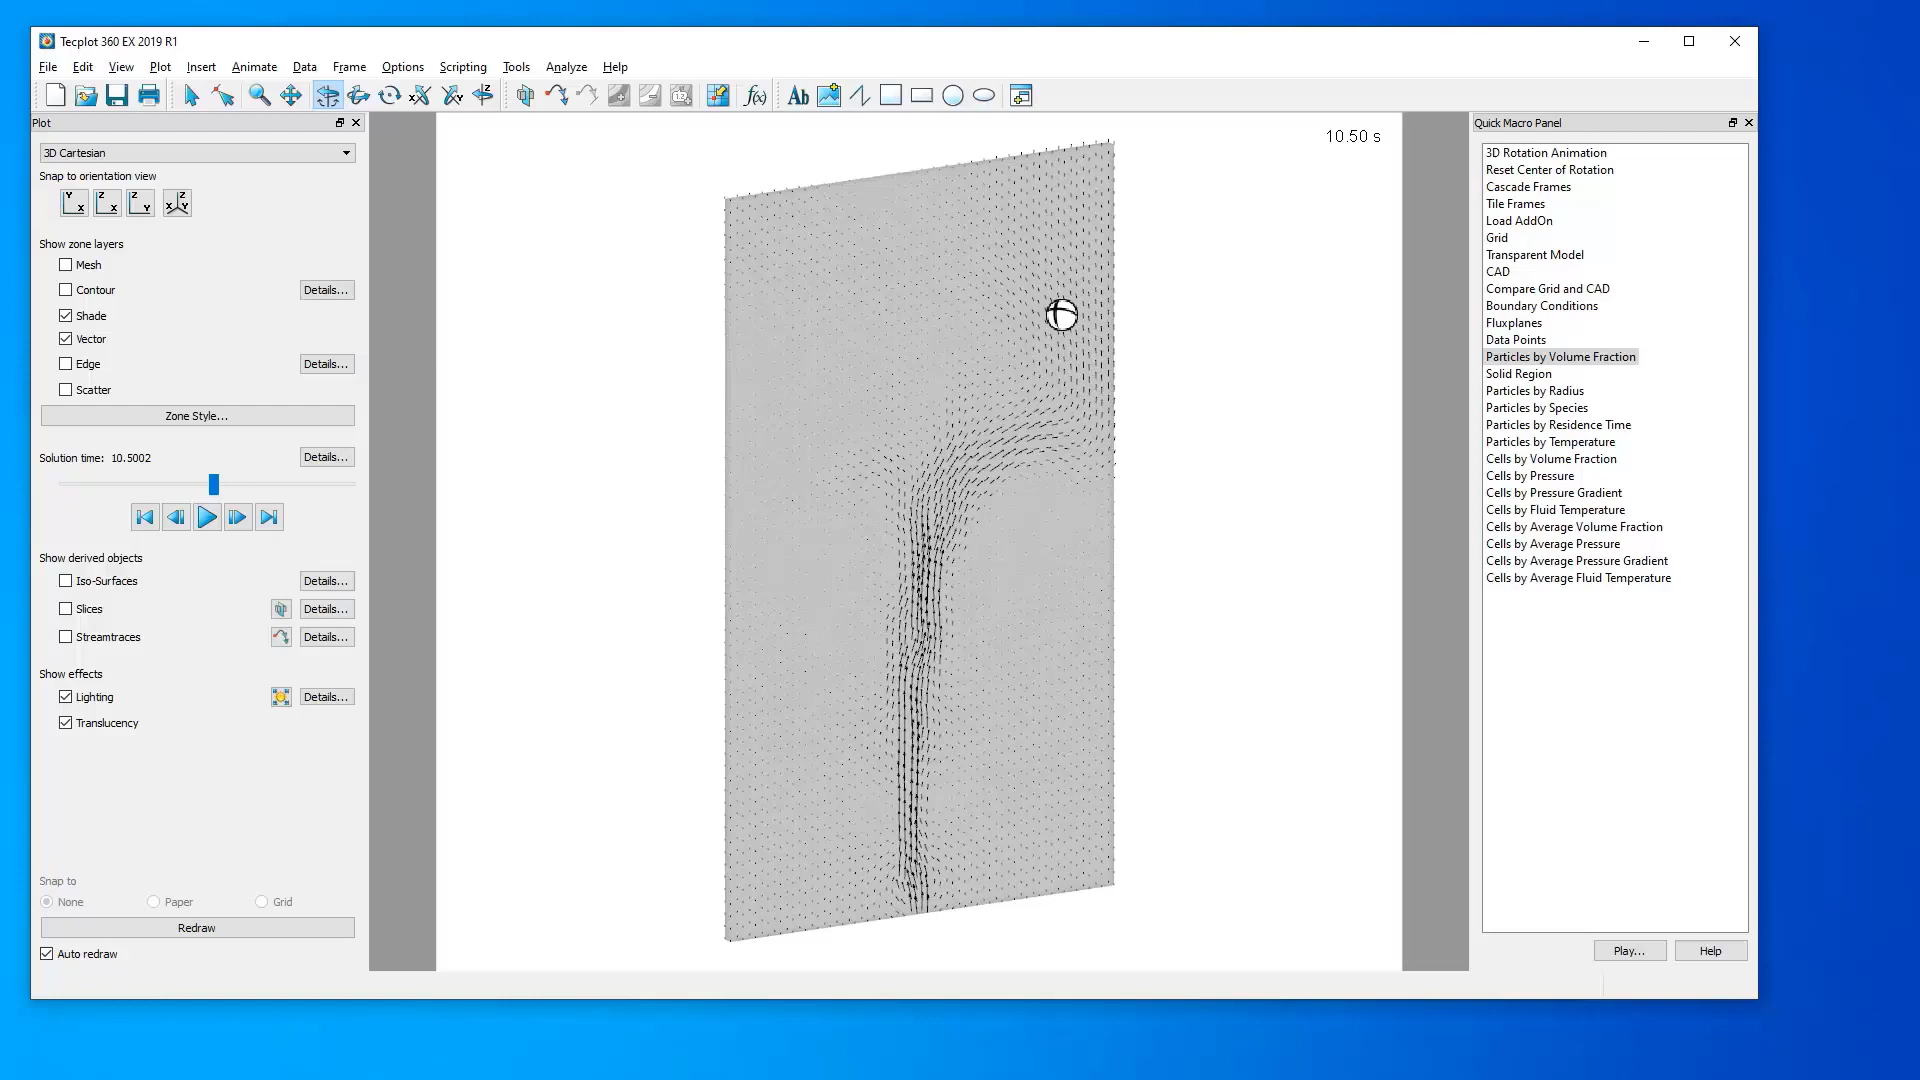 Tecplot 360 EX 2019 R1
File Edit View Plot Insert Animate Data Frame Options Scripting Tools Analyze Help
Plot
3D Cartesian
Snap to orientation view
Show zone layers
Mesh
Contour Details...
Shade
Vector
Edge Details...
Scatter
Zone Style...
Solution time: 10.5002 Details...
Show derived objects
Iso-Surfaces Details...
Slices Details...
Streamtraces Details...
Show effects
Lighting Details...
Translucency
Snap to
None Paper Grid
Redraw
Auto redraw
10.50 s
Quick Macro Panel
3D Rotation Animation
Reset Center of Rotation
Cascade Frames
Tile Frames
Load AddOn
Grid
Transparent Model
CAD
Compare Grid and CAD
Boundary Conditions
Fluxplanes
Data Points
Particles by Volume Fraction
Solid Region
Particles by Radius
Particles by Species
Particles by Residence Time
Particles by Temperature
Cells by Volume Fraction
Cells by Pressure
Cells by Pressure Gradient
Cells by Fluid Temperature
Cells by Average Volume Fraction
Cells by Average Pressure
Cells by Average Pressure Gradient
Cells by Average Fluid Temperature
Play... Help